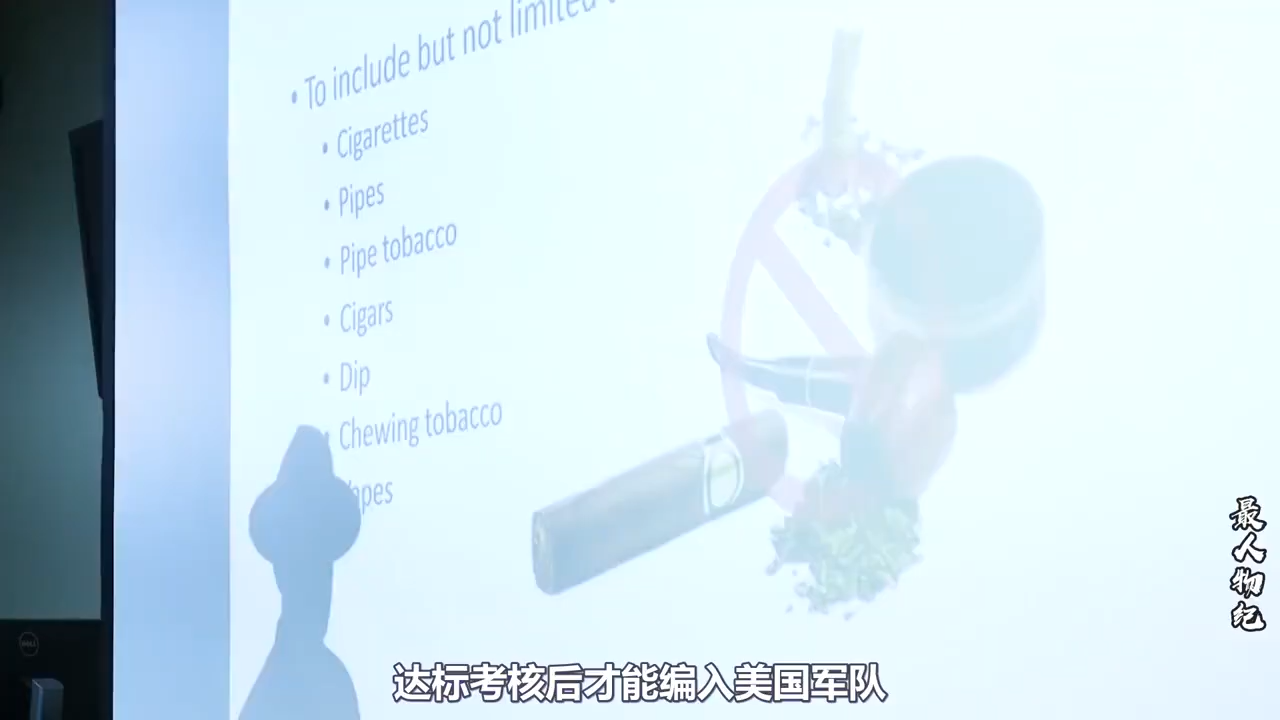 • To include but not limited
• Cigarettes
• Pipes
• Pipe tobacco
• Cigars
• Dip
• Chewing tobacco
DELL
最人物纪
达标考核后才能编入美国军队